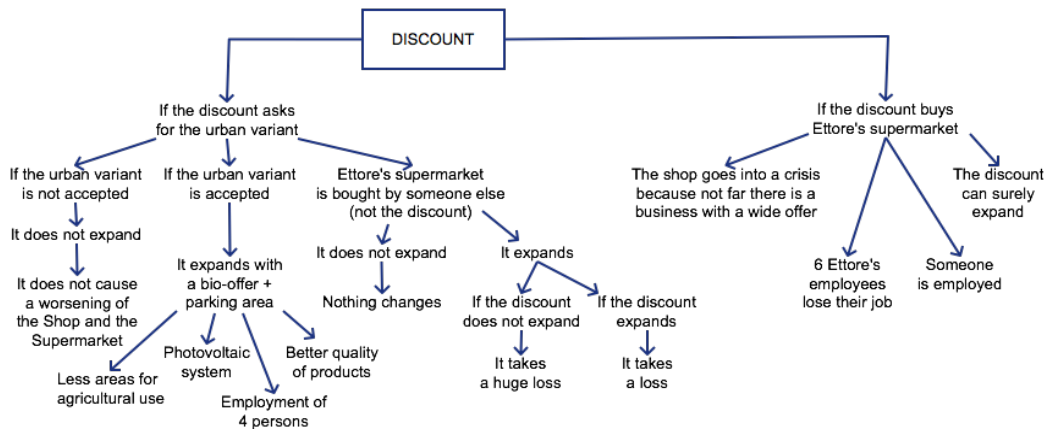 DISCOUNT
If the discount asks
for the urban variant
If the discount buys
Ettore's supermarket
If the urban variant
is not accepted
If the urban variant
is accepted
Ettore's supermarket
is bought by someone else
(not the discount)
The shop goes into a crisis
because not far there is a
business with a wide offer
The discount
can surely
expand
It does not expand
It expands with
a bio-offer +
parking area
It does not expand
It expands
6 Ettore's
employees
lose their job
Someone
is employed
It does not cause
a worsening of
the Shop and the
Supermarket
Nothing changes
If the discount
does not expand
If the discount
expands
Less areas for
agricultural use
Photovoltaic
system
Employment of
4 persons
Better quality
of products
It takes
a huge loss
It takes
a loss